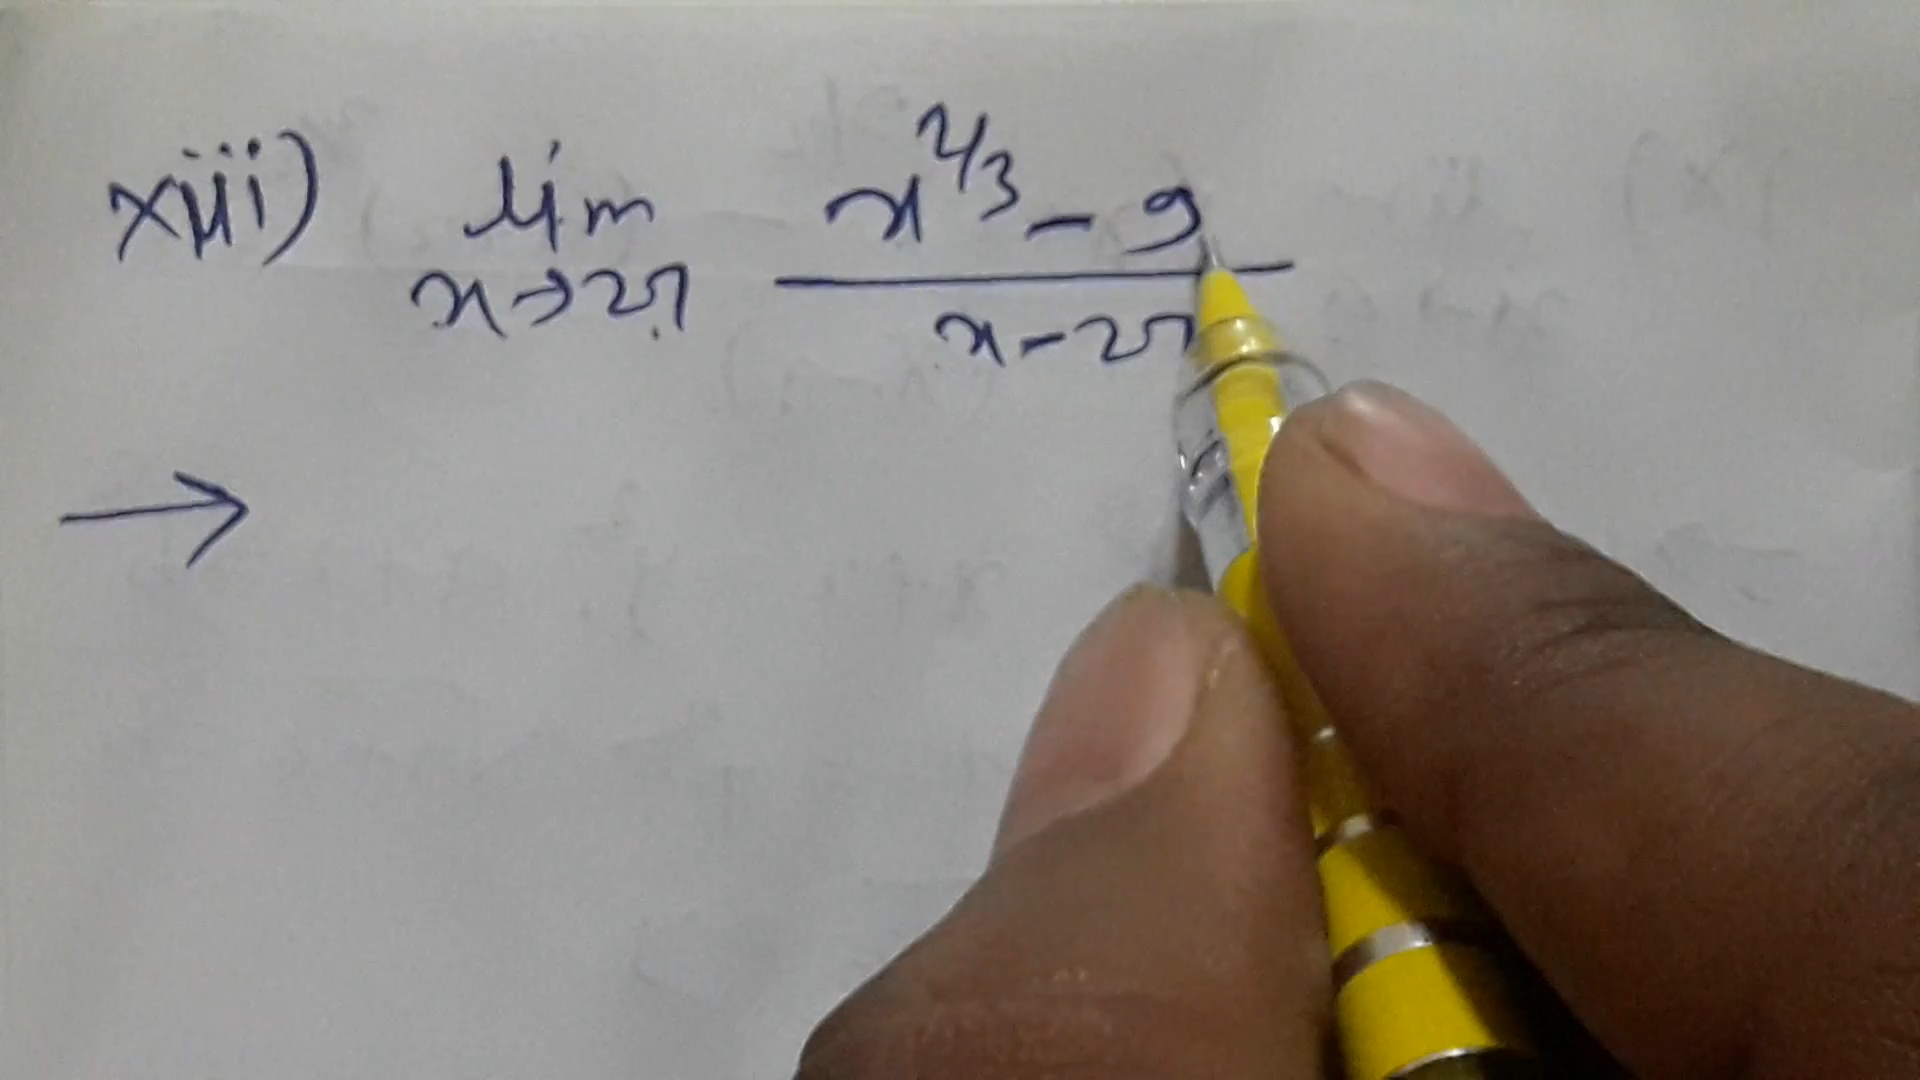 xiii) lim x^2/3 - 9
x→27 x-27
→